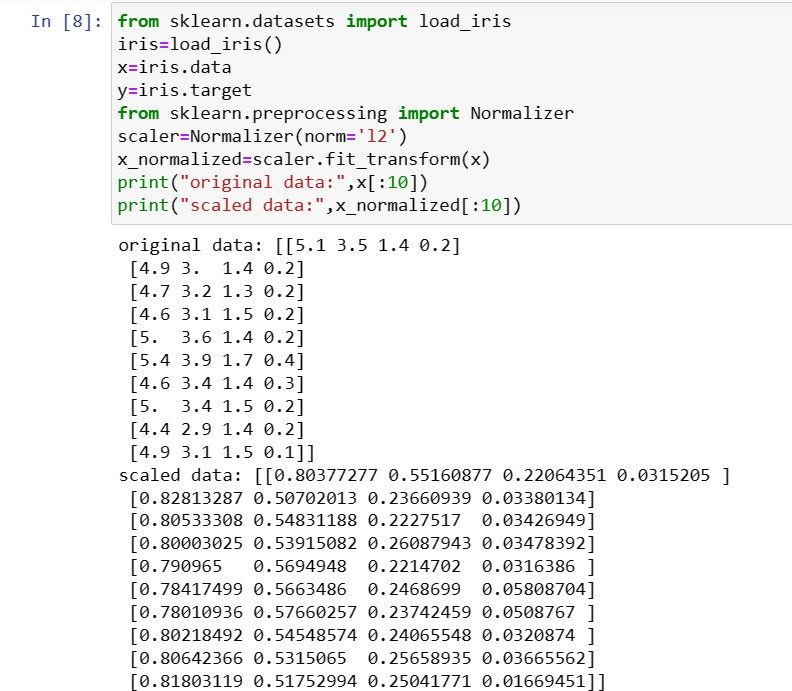 In [8]: from sklearn.datasets import load_iris
iris=load_iris()
x=iris.data
y=iris.target
from sklearn.preprocessing import Normalizer
scaler=Normalizer(norm='l2')
x_normalized=scaler.fit_transform(x)
print("original data:",x[:10])
print("scaled data:",x_normalized[:10])
original data: [[5.1 3.5 1.4 0.2]
 [4.9 3.  1.4 0.2]
 [4.7 3.2 1.3 0.2]
 [4.6 3.1 1.5 0.2]
 [5.  3.6 1.4 0.2]
 [5.4 3.9 1.7 0.4]
 [4.6 3.4 1.4 0.3]
 [5.  3.4 1.5 0.2]
 [4.4 2.9 1.4 0.2]
 [4.9 3.1 1.5 0.1]]
scaled data: [[0.80377277 0.55160877 0.22064351 0.0315205 ]
 [0.82813287 0.50702013 0.23660939 0.03380134]
 [0.80533308 0.54831188 0.2227517  0.03426949]
 [0.80003025 0.53915082 0.26087943 0.03478392]
 [0.790965   0.5694948  0.2214702  0.0316386 ]
 [0.78417499 0.5663486  0.2468699  0.05808704]
 [0.78010936 0.57660257 0.23742459 0.0508767 ]
 [0.80218492 0.54548574 0.24065548 0.0320874 ]
 [0.80642366 0.5315065  0.25658935 0.03665562]
 [0.81803119 0.51752994 0.25041771 0.01669451]]